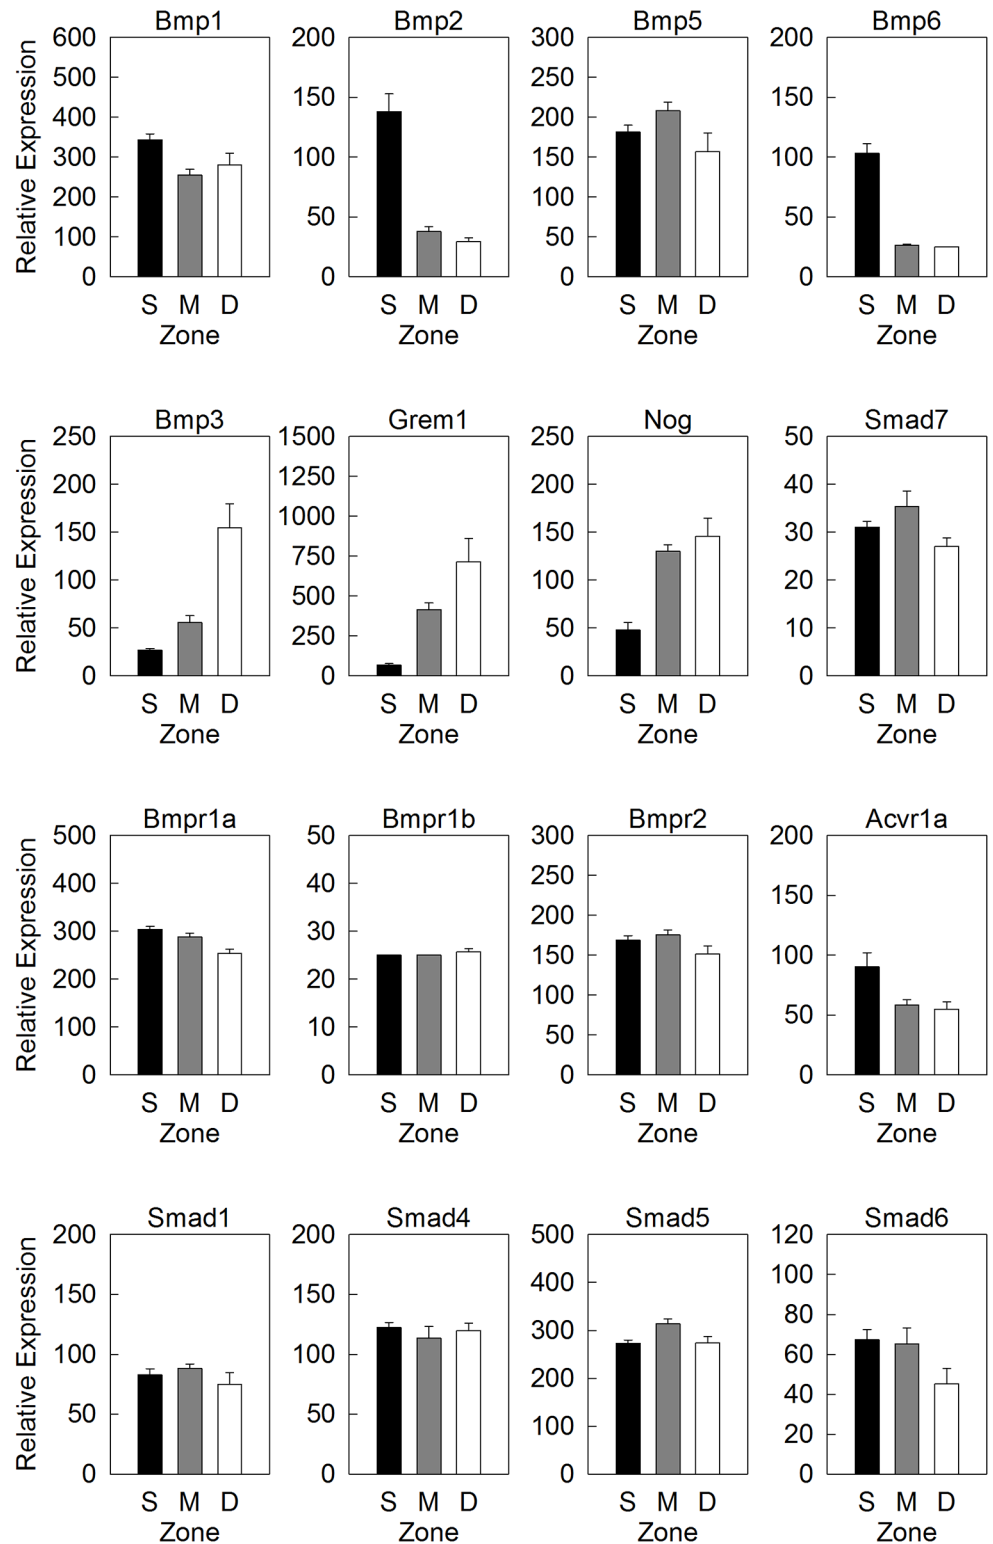 Bmp1 Bmp2 Bmp5 Bmp6
600 200 300 200
500 150 250 150
400 100 200 100
300 50 150 50
200 0 100 0
100 50
0 0
Relative Expression
S M D S M D S M D S M D
Zone Zone Zone Zone
Bmp3 Grem1 Nog Smad7
250 1500 250 50
200 1250 200 40
150 1000 150 30
100 750 100 20
50 500 50 10
0 250 0 0
0
Relative Expression
S M D S M D S M D S M D
Zone Zone Zone Zone
Bmpr1a Bmpr1b Bmpr2 Acvr1a
500 50 300 200
400 40 250 150
300 30 200 100
200 20 150 50
100 10 100 0
0 0 50
0
Relative Expression
S M D S M D S M D S M D
Zone Zone Zone Zone
Smad1 Smad4 Smad5 Smad6
200 200 500 120
150 150 400 100
100 100 300 80
50 50 200 60
0 0 100 40
0 20
0
Relative Expression
S M D S M D S M D S M D
Zone Zone Zone Zone